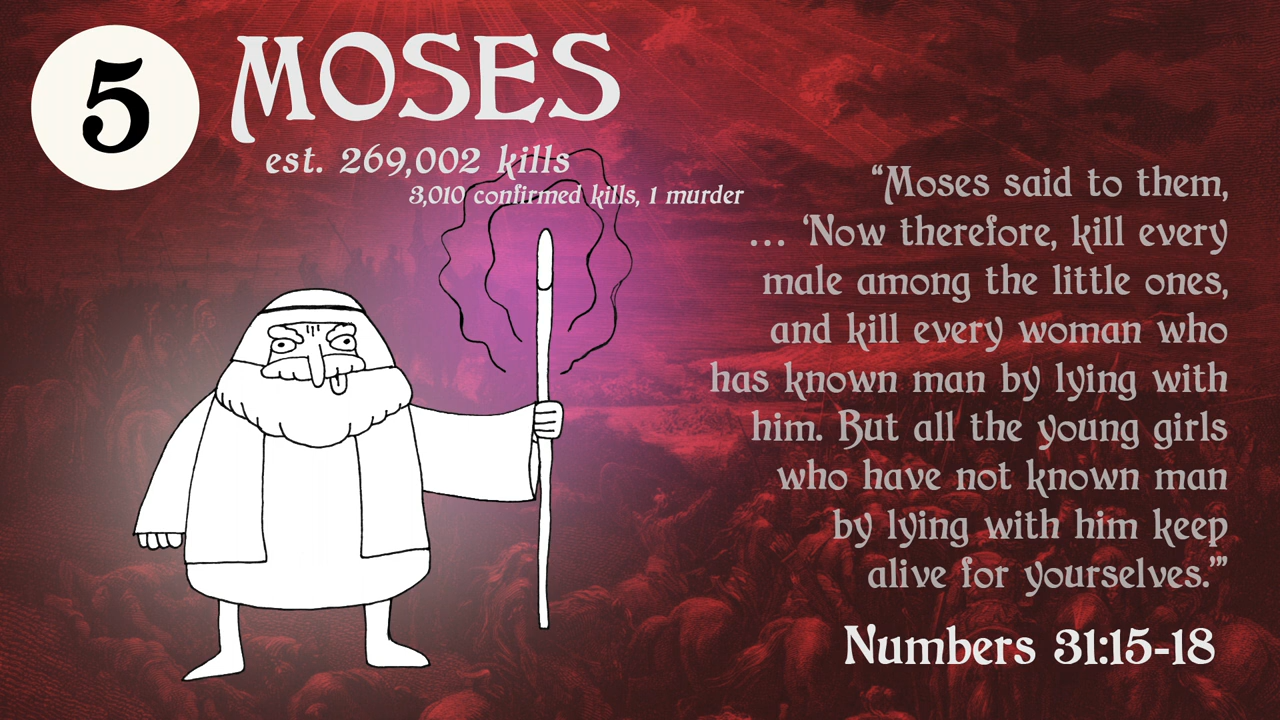 5
MOSES
est. 269,002 kills
3,010 confirmed kills, 1 murder
“Moses said to them,
… ‘Now therefore, kill every
male among the little ones,
and kill every woman who
has known man by lying with
him. But all the young girls
who have not known man
by lying with him keep
alive for yourselves.’”
Numbers 31:15-18